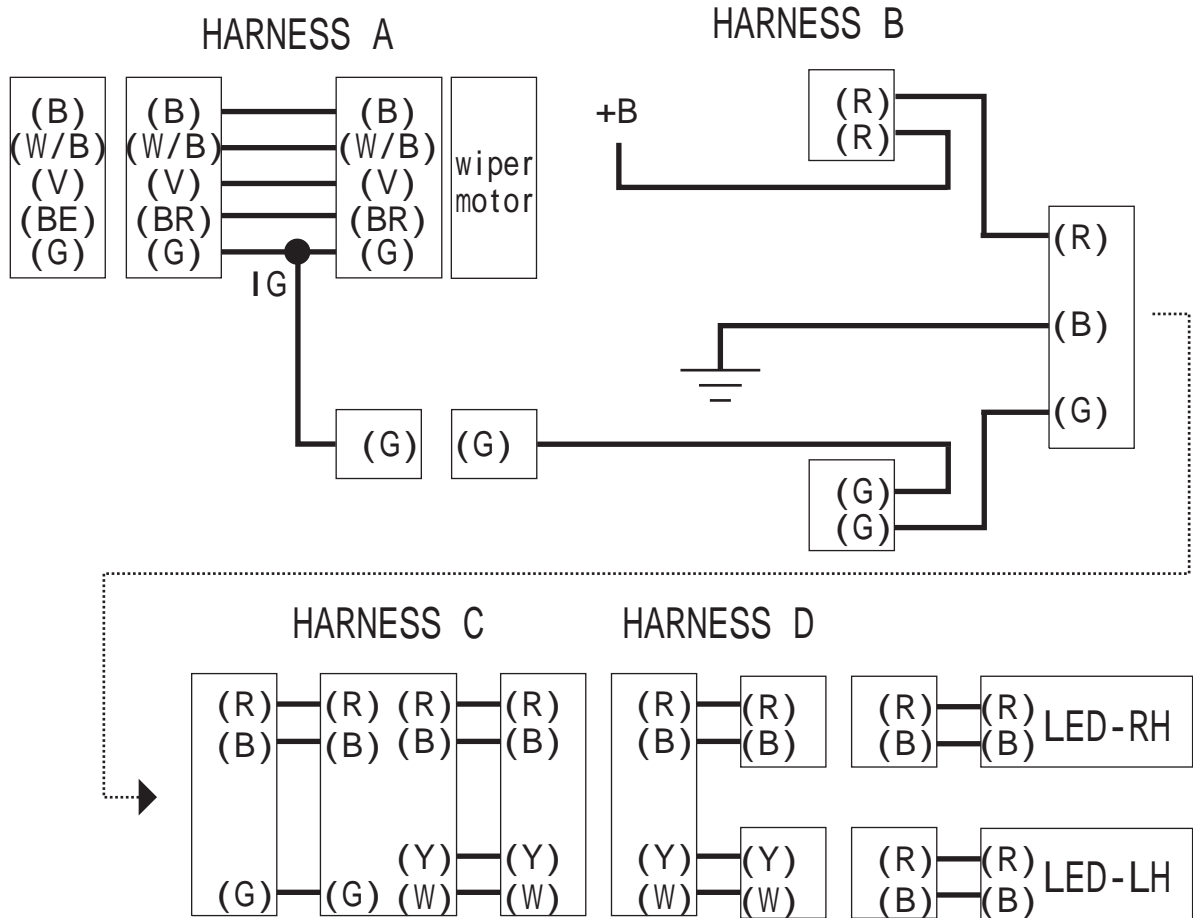 HARNESS A
HARNESS B
(B) (B) (B)
(W/B) (W/B) (W/B)
(V) (V) (V)
(BE) (BR) (BR)
(G) (G) (G)
wiper
motor
IG
+B
(R)
(R)
(R)
(B)
(G)
(G) (G)
(G)
(G)
HARNESS C
HARNESS D
(R) (R) (R) (R)
(B) (B) (B) (B)
(Y) (Y)
(G) (G) (W) (W)
(R) (R) (R) (R)
(B) (B) (B) (B)
LED-RH
(Y) (Y) (R) (R)
(W) (W) (B) (B)
LED-LH